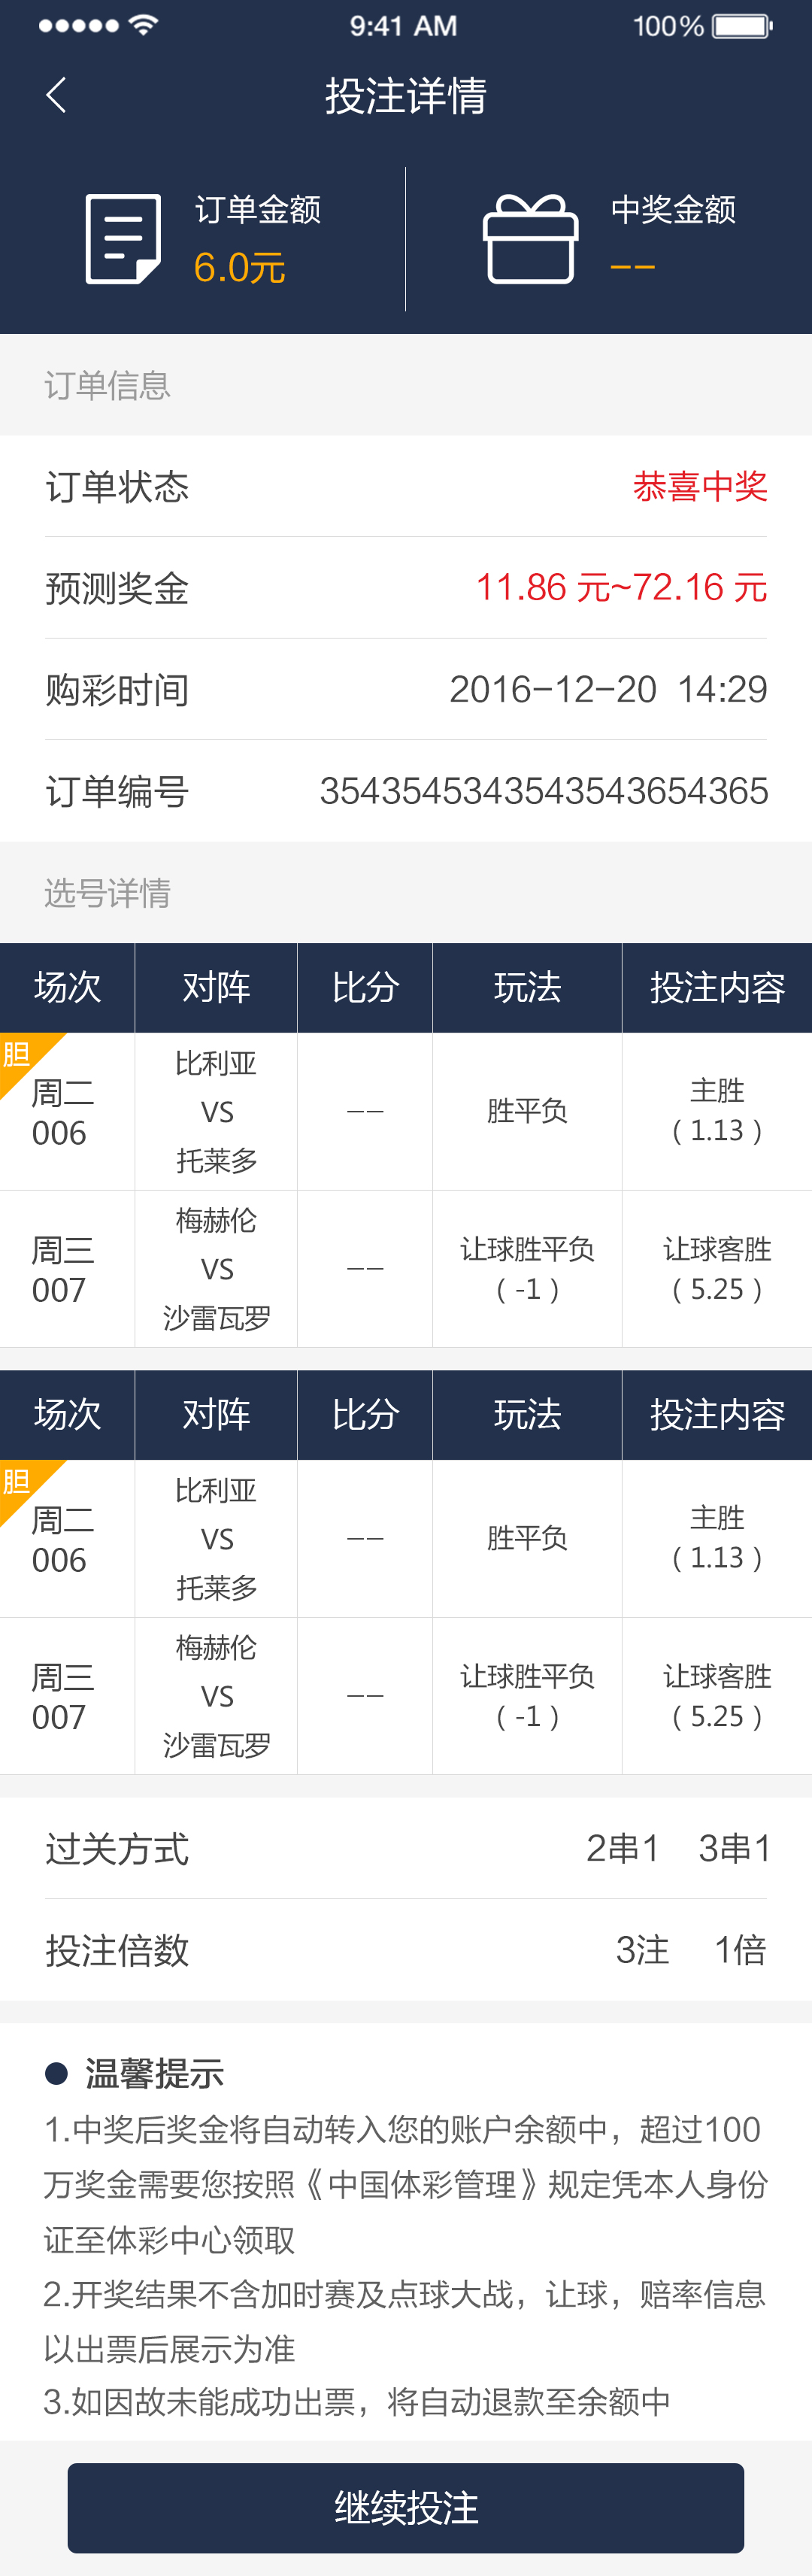 9:41 AM 100%
投注详情
订单金额 中奖金额
6.0元 --
订单信息
订单状态 恭喜中奖
预测奖金 11.86 元~72.16 元
购彩时间 2016-12-20 14:29
订单编号 3543545343543543654365
选号详情
场次 对阵 比分 玩法 投注内容
胆
周二
006
比利亚
VS
托莱多
--
胜平负
主胜
( 1.13 )
周三
007
梅赫伦
VS
沙雷瓦罗
--
让球胜平负
( -1 )
让球客胜
( 5.25 )
场次 对阵 比分 玩法 投注内容
胆
周二
006
比利亚
VS
托莱多
--
胜平负
主胜
( 1.13 )
周三
007
梅赫伦
VS
沙雷瓦罗
--
让球胜平负
( -1 )
让球客胜
( 5.25 )
过关方式 2串1 3串1
投注倍数 3注 1倍
温馨提示
1.中奖后奖金将自动转入您的账户余额中，超过100
万奖金需要您按照《中国体彩管理》规定凭本人身份
证至体彩中心领取
2.开奖结果不含加时赛及点球大战，让球，赔率信息
以出票后展示为准
3.如因故未能成功出票，将自动退款至余额中
继续投注